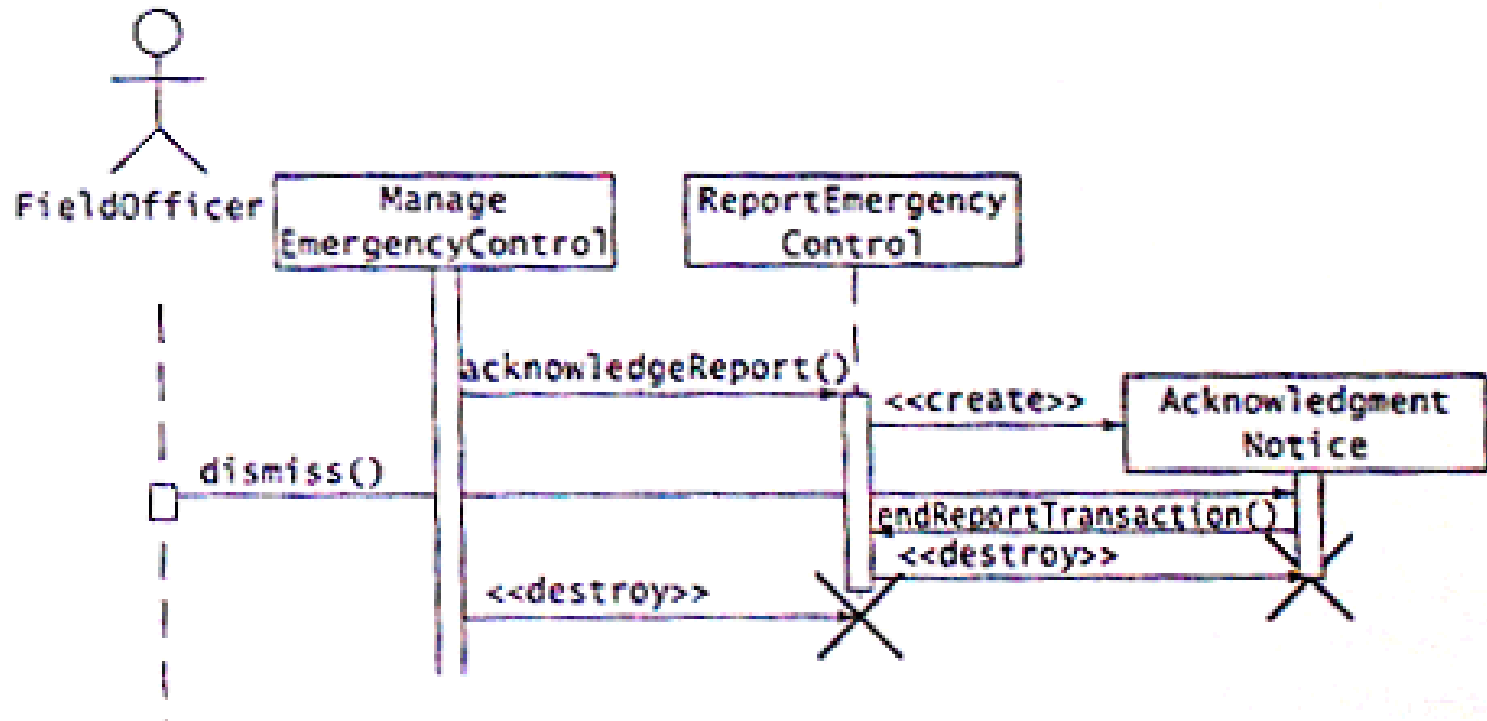 FieldOfficer
Manage
EmergencyControl
ReportEmergency
Control
acknowledgeReport()
<<create>>
Acknowledgment
Notice
dismiss()
endReportTransaction()
<<destroy>>
<<destroy>>